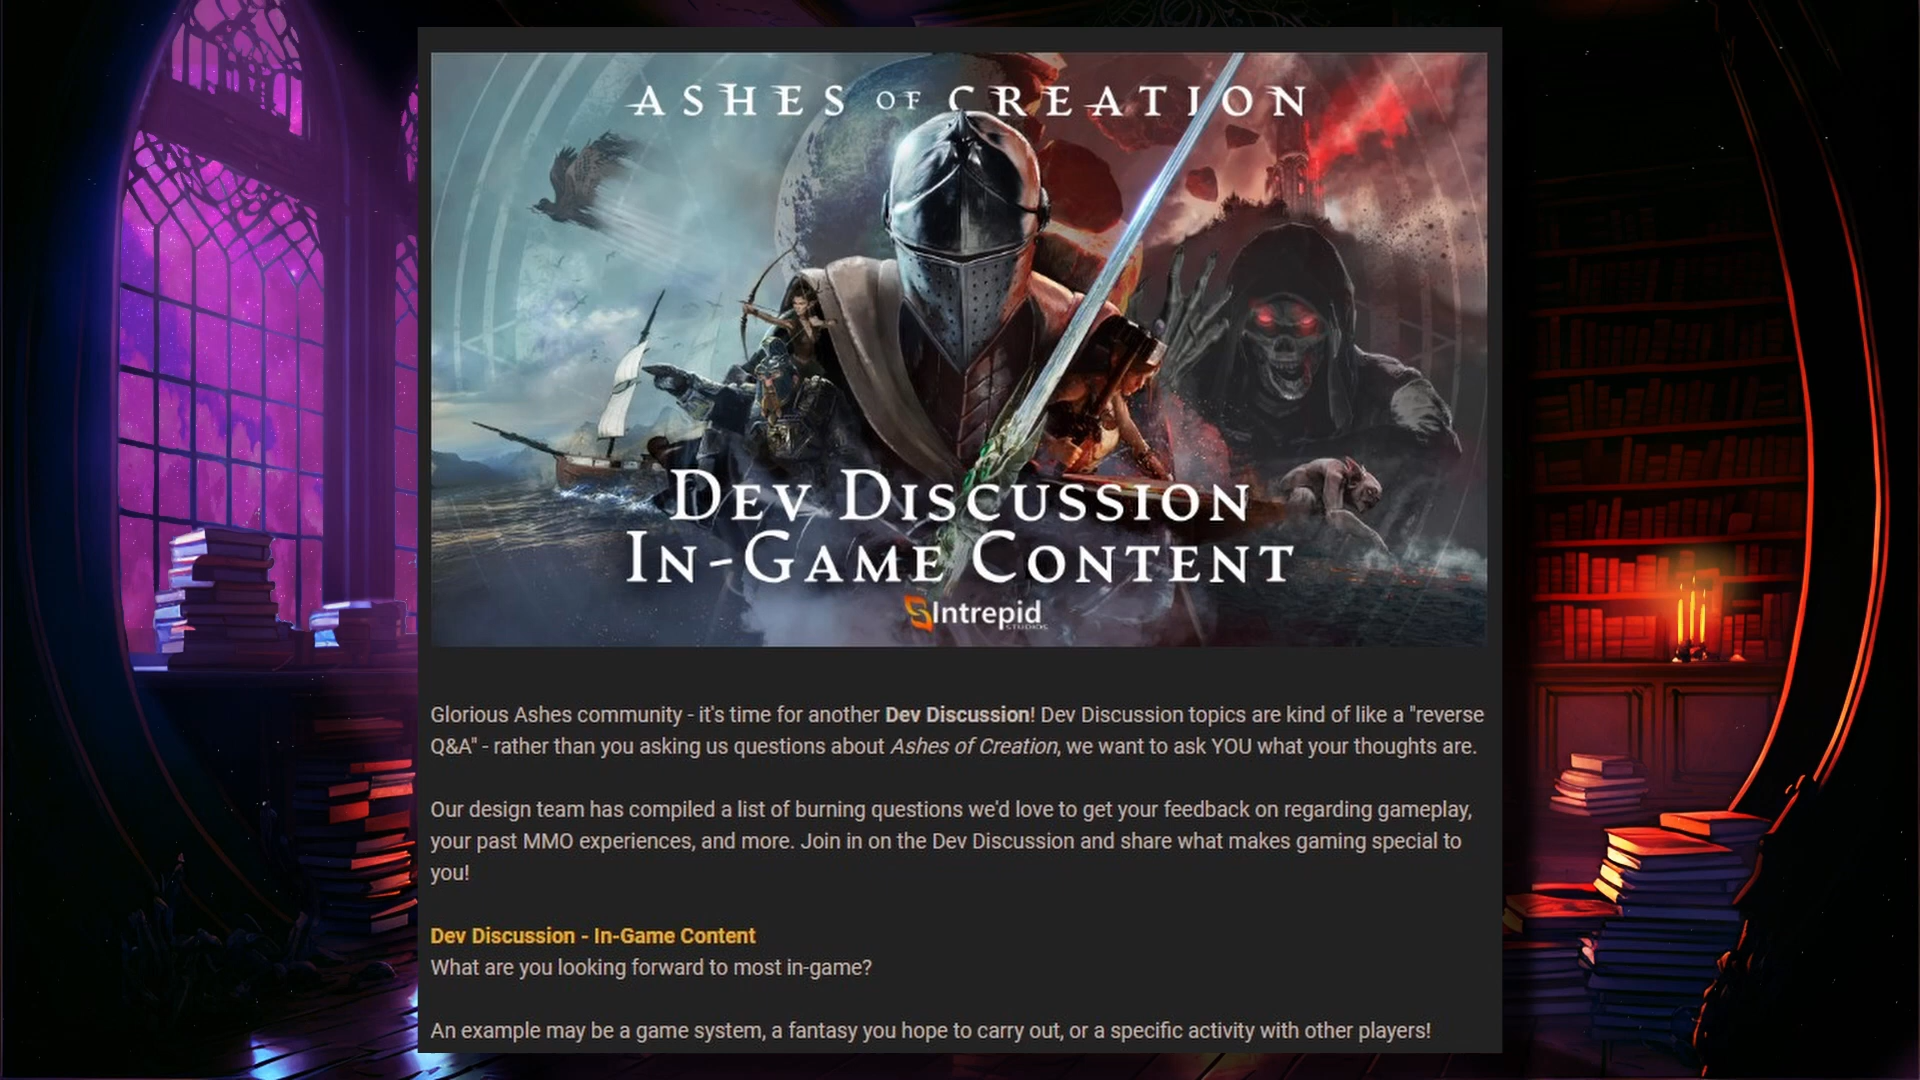 ASHES OF CREATION
DEV DISCUSSION
IN-GAME CONTENT
Intrepid
STUDIOS
Glorious Ashes community - it's time for another Dev Discussion! Dev Discussion topics are kind of like a "reverse
Q&A" - rather than you asking us questions about Ashes of Creation, we want to ask YOU what your thoughts are.
Our design team has compiled a list of burning questions we'd love to get your feedback on regarding gameplay,
your past MMO experiences, and more. Join in on the Dev Discussion and share what makes gaming special to
you!
Dev Discussion - In-Game Content
What are you looking forward to most in-game?
An example may be a game system, a fantasy you hope to carry out, or a specific activity with other players!